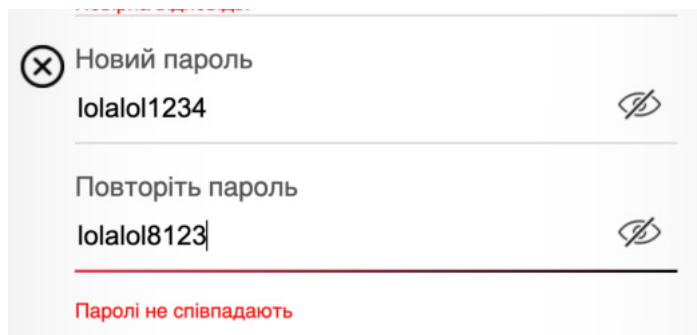 Новий пароль
lolalol1234
Повторіть пароль
lolalol8123
Паролі не співпадають